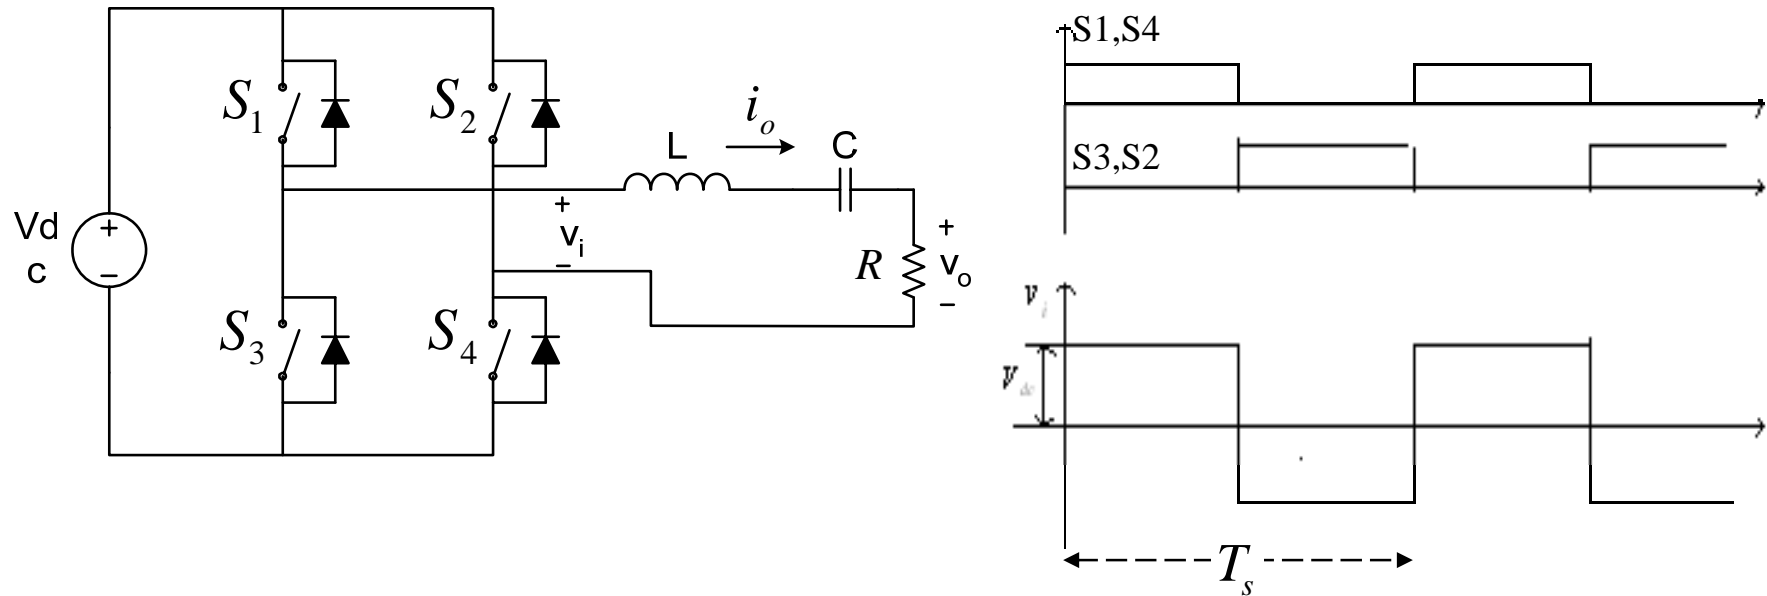 S1
S2
S3
S4
Vd
c
+
−
L
io
C
+
vi
−
R
+
vo
−
S1,S4
S3,S2
vi
Vdc
Ts